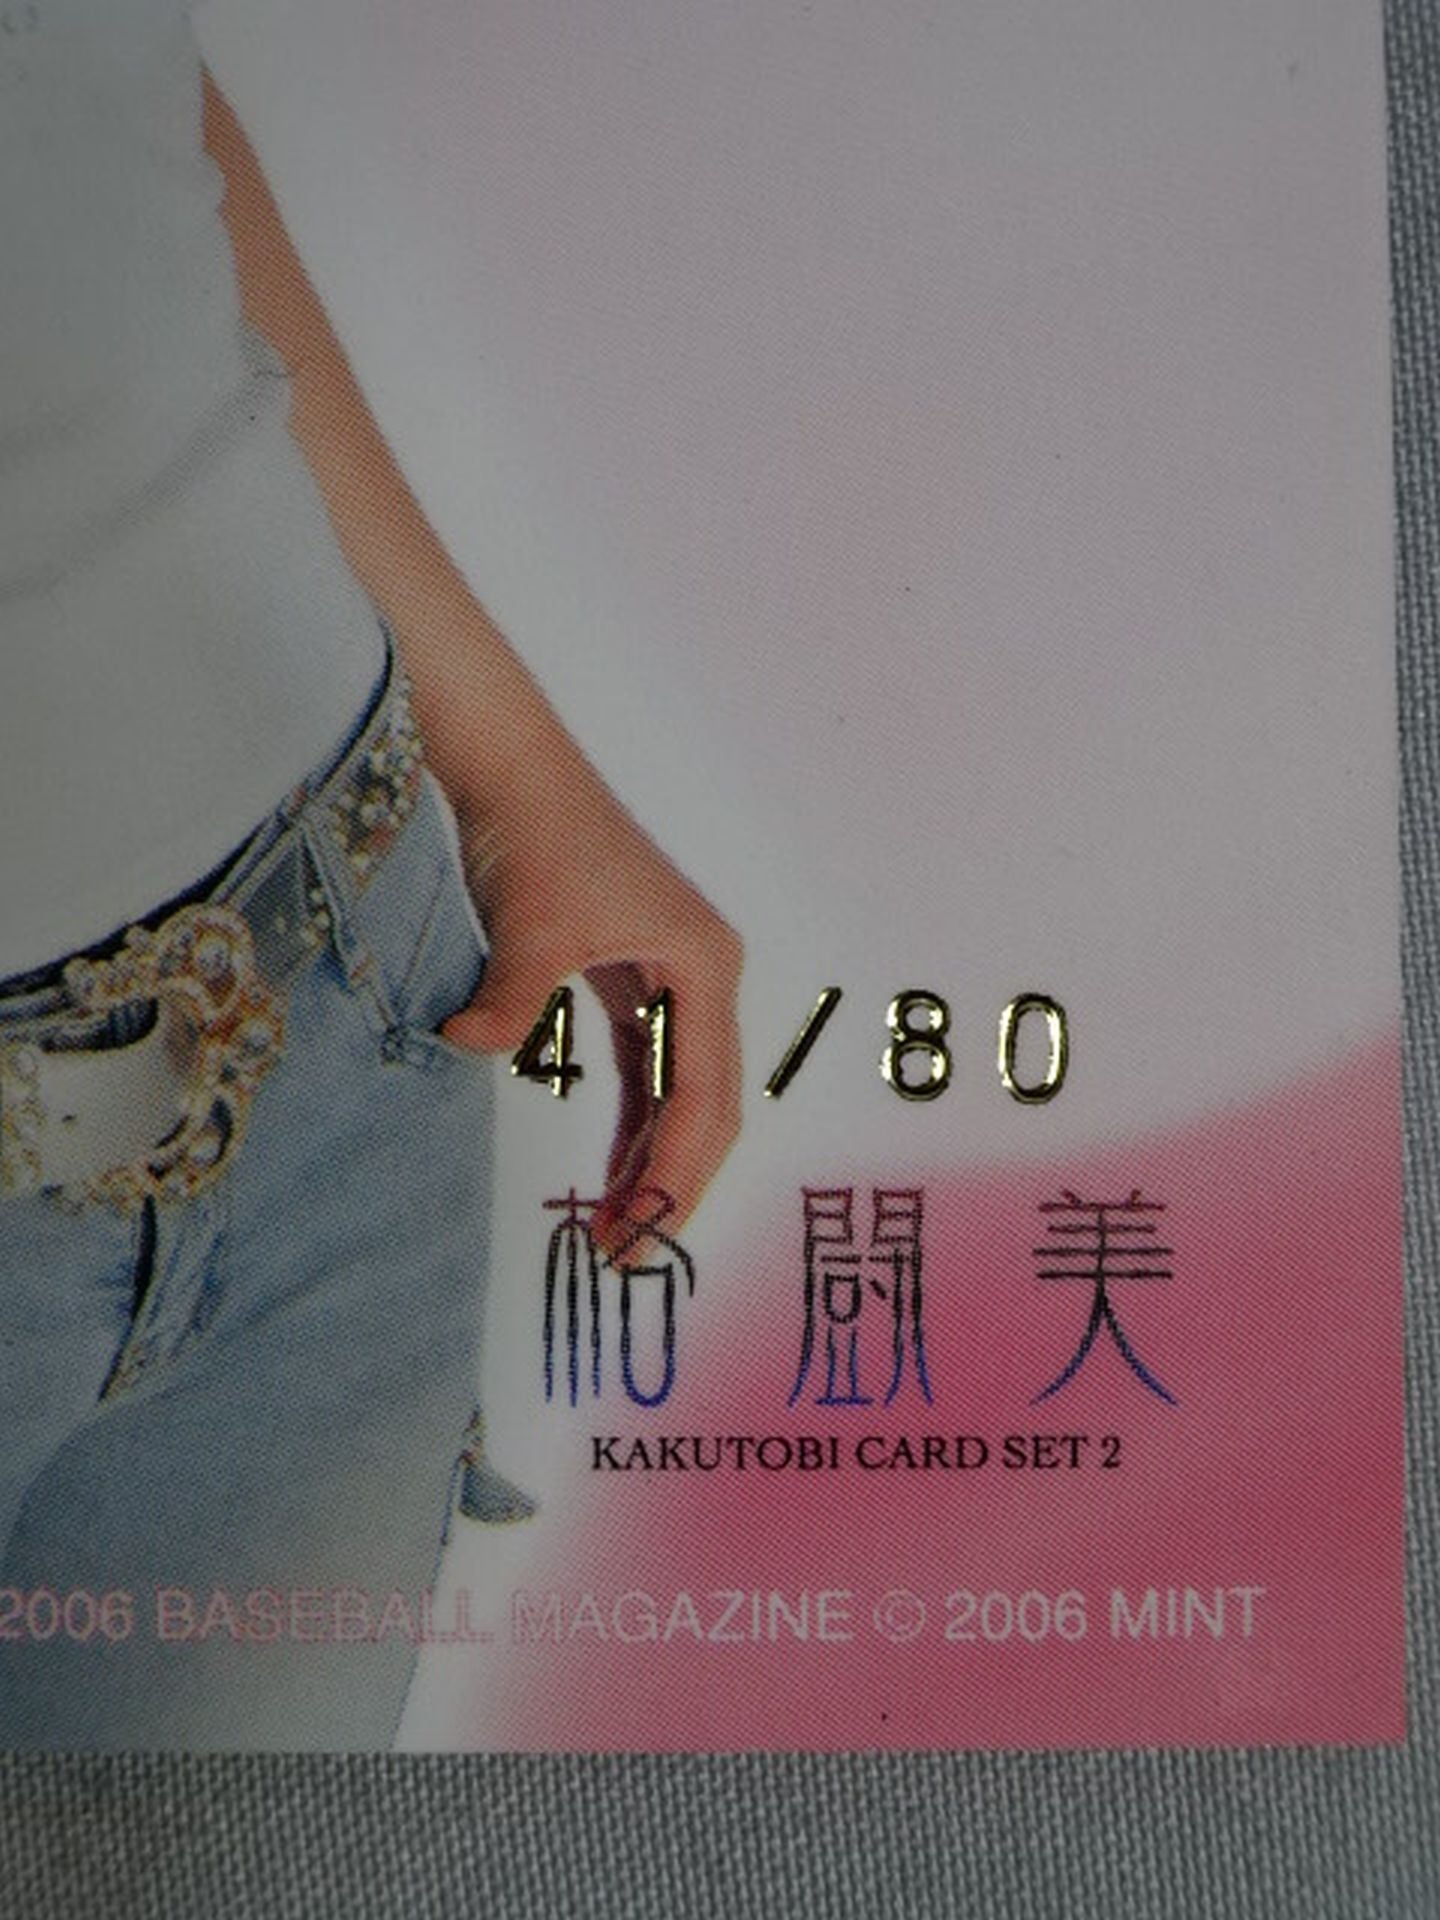 41/80
格闘美
KAKUTOBI CARD SET 2
2006 BASEBALL MAGAZINE © 2006 MINT